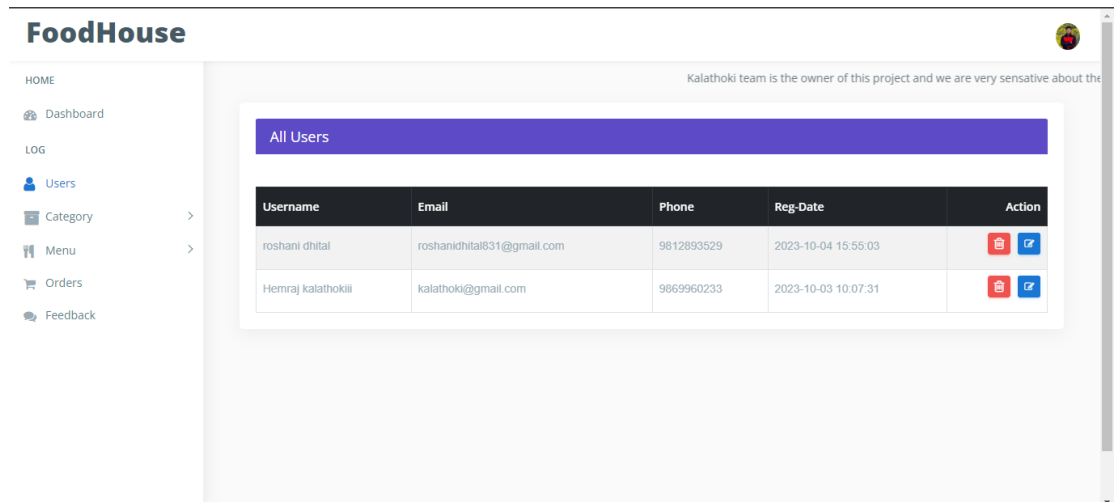 FoodHouse
HOME
Kalathoki team is the owner of this project and we are very sensative about the
Dashboard
All Users
LOG
Users
Username Email Phone Reg-Date Action
Category
roshani dhital roshanidhital831@gmail.com 9812893529 2023-10-04 15:55:03
Menu
Orders
Hemraj kalathokiii kalathoki@gmail.com 9869960233 2023-10-03 10:07:31
Feedback